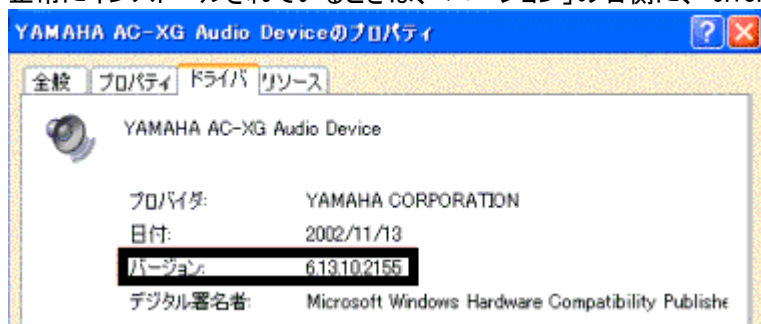 YAMAHA AC-XG Audio Deviceのプロパティ
全般 プロパティ ドライバ リソース
YAMAHA AC-XG Audio Device
プロバイダ: YAMAHA CORPORATION
日付: 2002/11/13
バージョン: 6.13.10.2155
デジタル署名者: Microsoft Windows Hardware Compatibility Publishe